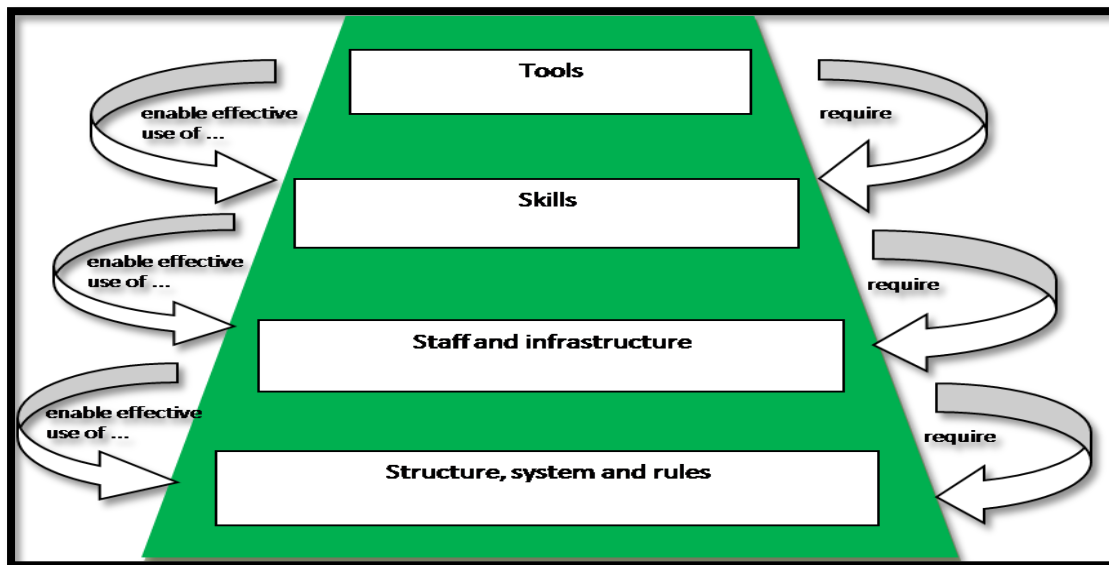 Tools
enable effective
use of ...
require
Skills
enable effective
use of ...
require
Staff and infrastructure
enable effective
use of ...
require
Structure, system and rules